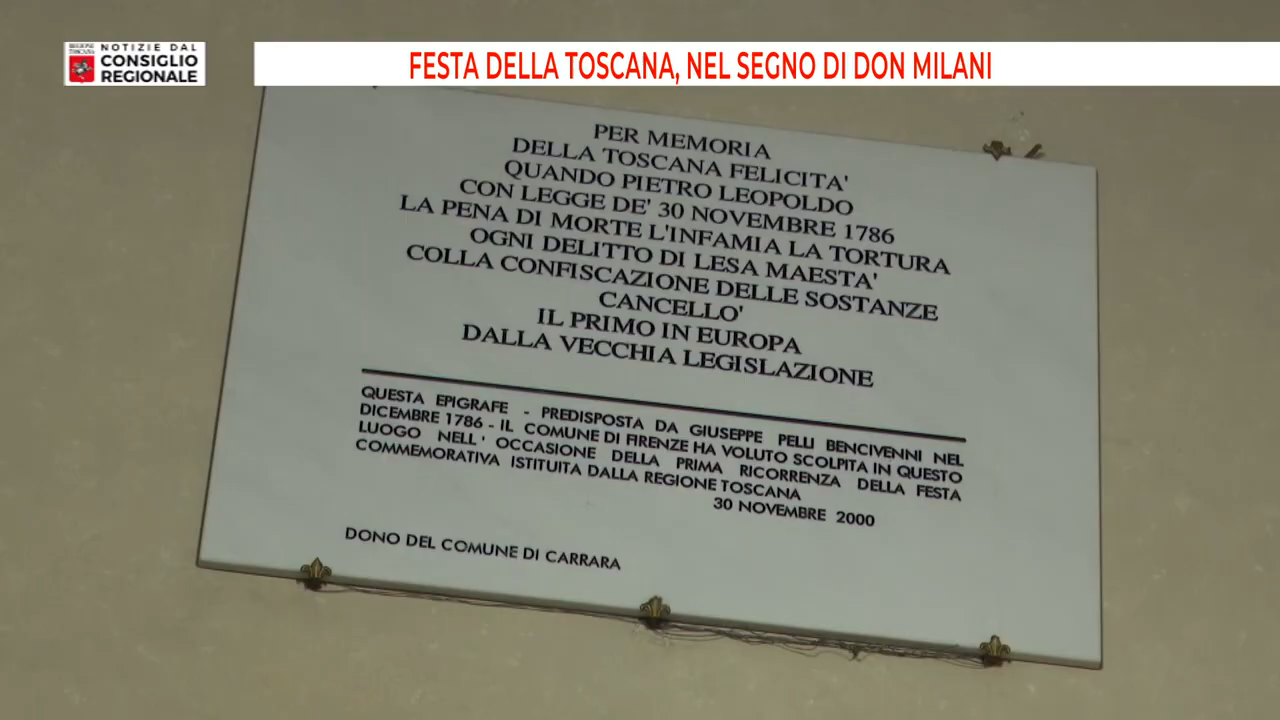 REGIONE
TOSCANA
NOTIZIE DAL
CONSIGLIO
REGIONALE
FESTA DELLA TOSCANA, NEL SEGNO DI DON MILANI
PER MEMORIA
DELLA TOSCANA FELICITA'
QUANDO PIETRO LEOPOLDO
CON LEGGE DE' 30 NOVEMBRE 1786
LA PENA DI MORTE L'INFAMIA LA TORTURA
OGNI DELITTO DI LESA MAESTA'
COLLA CONFISCAZIONE DELLE SOSTANZE
CANCELLO'
IL PRIMO IN EUROPA
DALLA VECCHIA LEGISLAZIONE
QUESTA EPIGRAFE - PREDISPOSTA DA GIUSEPPE PELLI BENCIVENNI NEL
DICEMBRE 1786 - IL COMUNE DI FIRENZE HA VOLUTO SCOLPITA IN QUESTO
LUOGO NELL' OCCASIONE DELLA PRIMA RICORRENZA DELLA FESTA
COMMEMORATIVA ISTITUITA DALLA REGIONE TOSCANA
30 NOVEMBRE 2000
DONO DEL COMUNE DI CARRARA